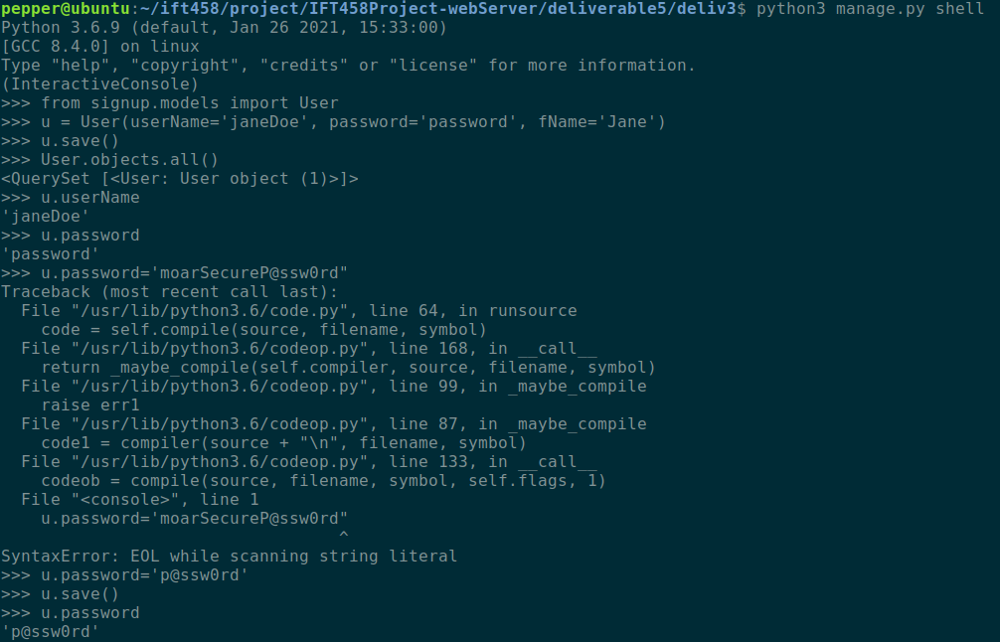 pepper@ubuntu:~/ift458/project/IFT458Project-webServer/deliverable5/deliv3$ python3 manage.py shell
Python 3.6.9 (default, Jan 26 2021, 15:33:00)
[GCC 8.4.0] on linux
Type "help", "copyright", "credits" or "license" for more information.
(InteractiveConsole)
>>> from signup.models import User
>>> u = User(userName='janeDoe', password='password', fName='Jane')
>>> u.save()
>>> User.objects.all()
<QuerySet [<User: User object (1)>]>
>>> u.userName
'janeDoe'
>>> u.password
'password'
>>> u.password='moarSecureP@ssw0rd"
Traceback (most recent call last):
  File "/usr/lib/python3.6/code.py", line 64, in runsource
    code = self.compile(source, filename, symbol)
  File "/usr/lib/python3.6/codeop.py", line 168, in __call__
    return _maybe_compile(self.compiler, source, filename, symbol)
  File "/usr/lib/python3.6/codeop.py", line 99, in _maybe_compile
    raise err1
  File "/usr/lib/python3.6/codeop.py", line 87, in _maybe_compile
    code1 = compiler(source + "\n", filename, symbol)
  File "/usr/lib/python3.6/codeop.py", line 133, in __call__
    codeob = compile(source, filename, symbol, self.flags, 1)
  File "<console>", line 1
    u.password='moarSecureP@ssw0rd"
                                  ^
SyntaxError: EOL while scanning string literal
>>> u.password='p@ssw0rd'
>>> u.save()
>>> u.password
'p@ssw0rd'